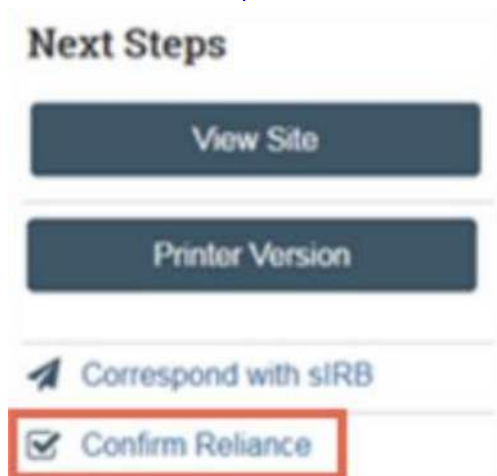 Next Steps
View Site
Printer Version
Correspond with sIRB
Confirm Reliance